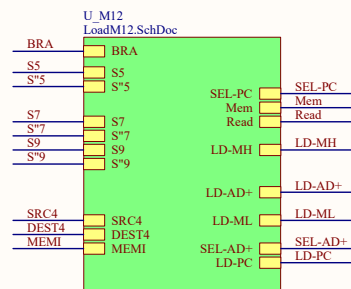 U_M12
LoadM12.SchDoc
BRA BRA
S5 S5
S"5 S"5
SEL-PC SEL-PC
Mem Mem
S7 S7 Read Read
S"7 S"7
S9 S9 LD-MH LD-MH
S"9 S"9
LD-AD+ LD-AD+
SRC4 SRC4 LD-ML LD-ML
DEST4 DEST4
MEMI MEMI SEL-AD+ SEL-AD+
LD-PC LD-PC